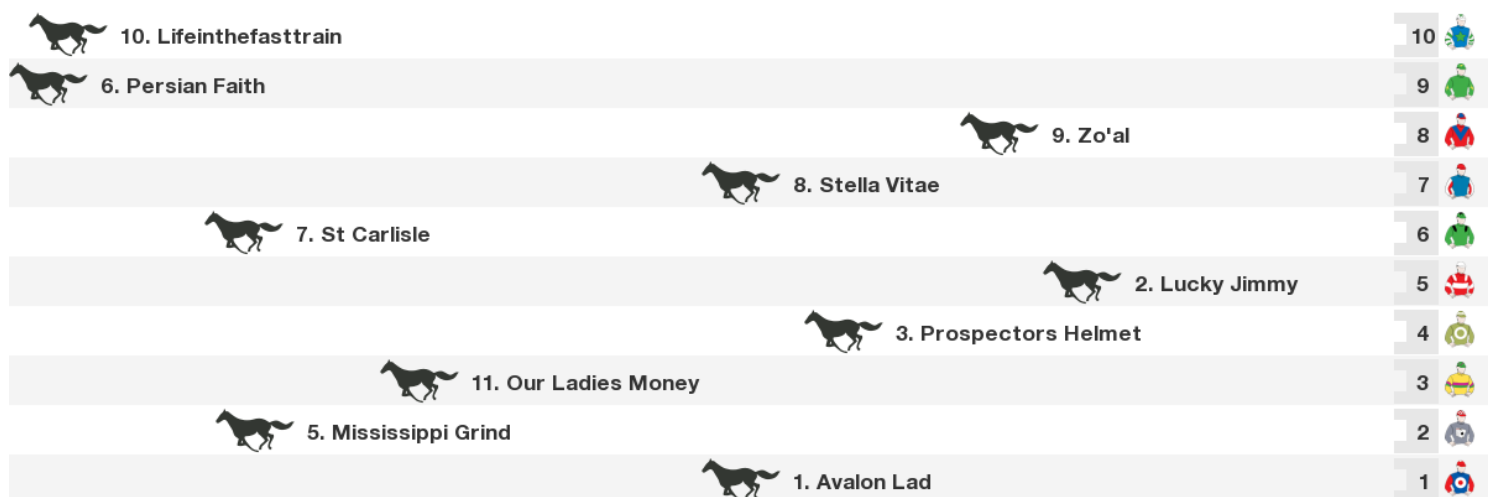 10. Lifeinthefasttrain 10
6. Persian Faith 9
9. Zo'al 8
8. Stella Vitae 7
7. St Carlisle 6
2. Lucky Jimmy 5
3. Prospectors Helmet 4
11. Our Ladies Money 3
5. Mississippi Grind 2
1. Avalon Lad 1